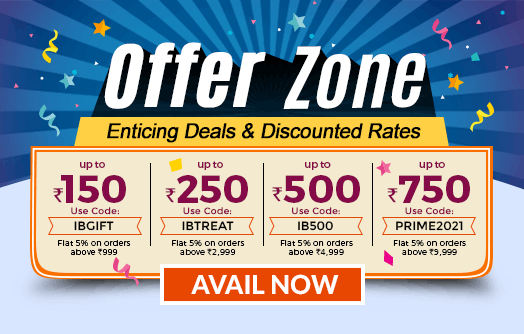 Offer Zone
Enticing Deals & Discounted Rates
up to
₹150
Use Code:
IBGIFT
Flat 5% on orders
above ₹999
up to
₹250
Use Code:
IBTREAT
Flat 5% on orders
above ₹2,999
up to
₹500
Use Code:
IB500
Flat 5% on orders
above ₹4,999
up to
₹750
Use Code:
PRIME2021
Flat 5% on orders
above ₹9,999
AVAIL NOW